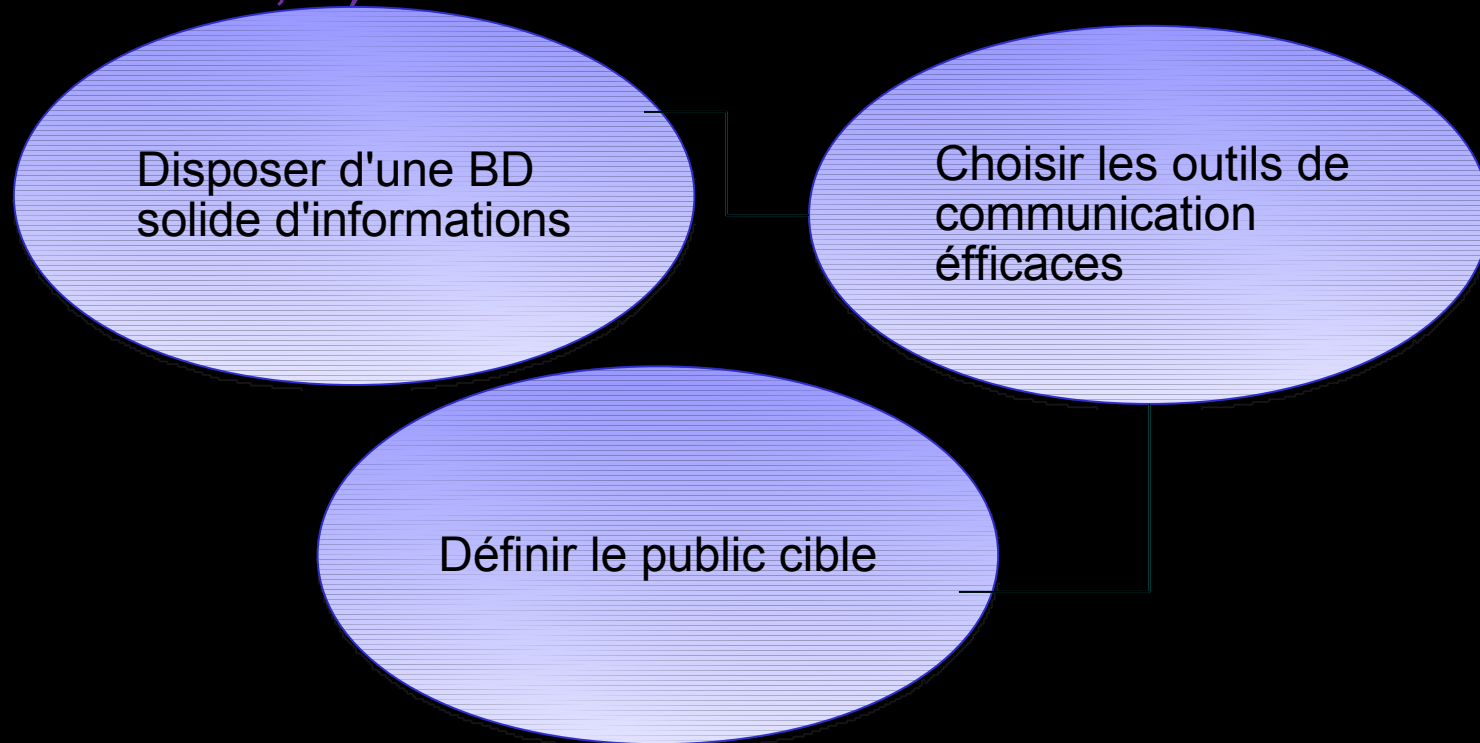 Disposer d'une BD
solide d'informations
Choisir les outils de
communication
éfficaces
Définir le public cible